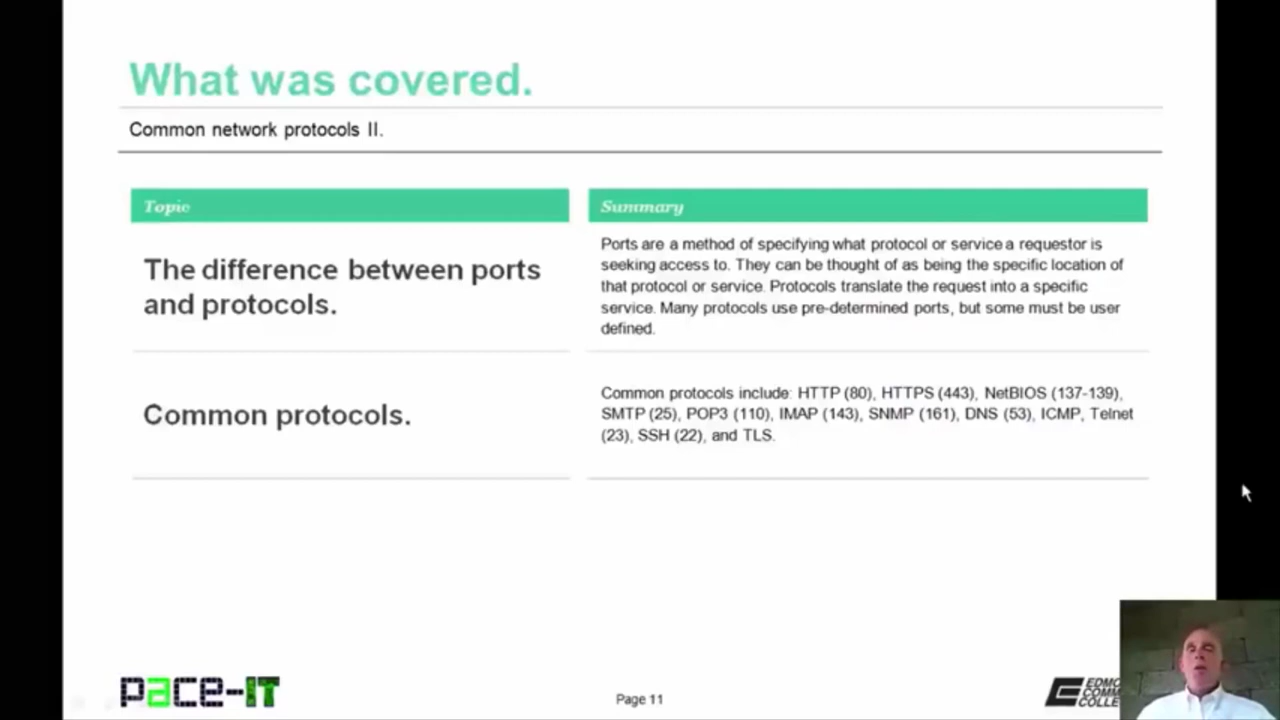 What was covered.
Common network protocols II.
Topic
Summary
The difference between ports
and protocols.
Ports are a method of specifying what protocol or service a requestor is
seeking access to. They can be thought of as being the specific location of
that protocol or service. Protocols translate the request into a specific
service. Many protocols use pre-determined ports, but some must be user
defined.
Common protocols.
Common protocols include: HTTP (80), HTTPS (443), NetBIOS (137-139),
SMTP (25), POP3 (110), IMAP (143), SNMP (161), DNS (53), ICMP, Telnet
(23), SSH (22), and TLS.
pace-IT
Page 11